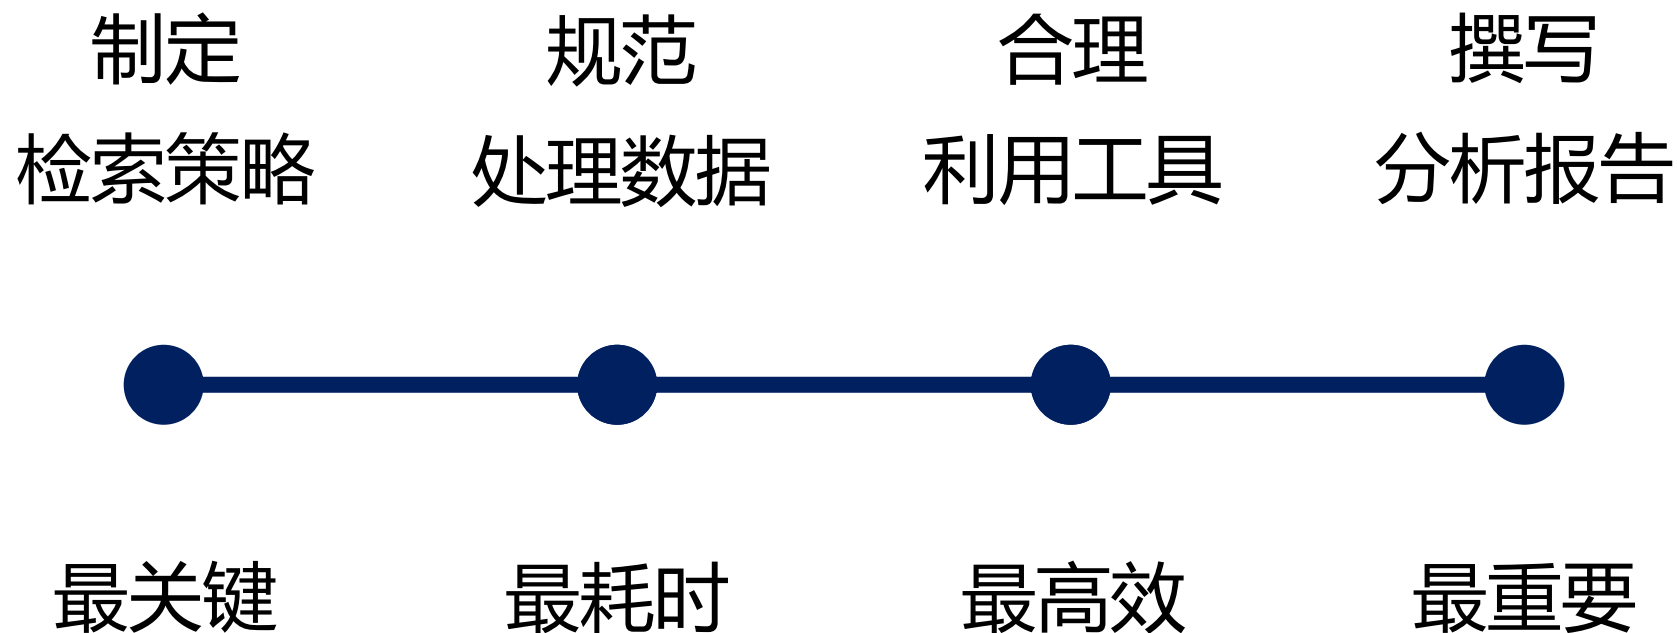 制定
检索策略
规范
处理数据
合理
利用工具
撰写
分析报告
最关键
最耗时
最高效
最重要